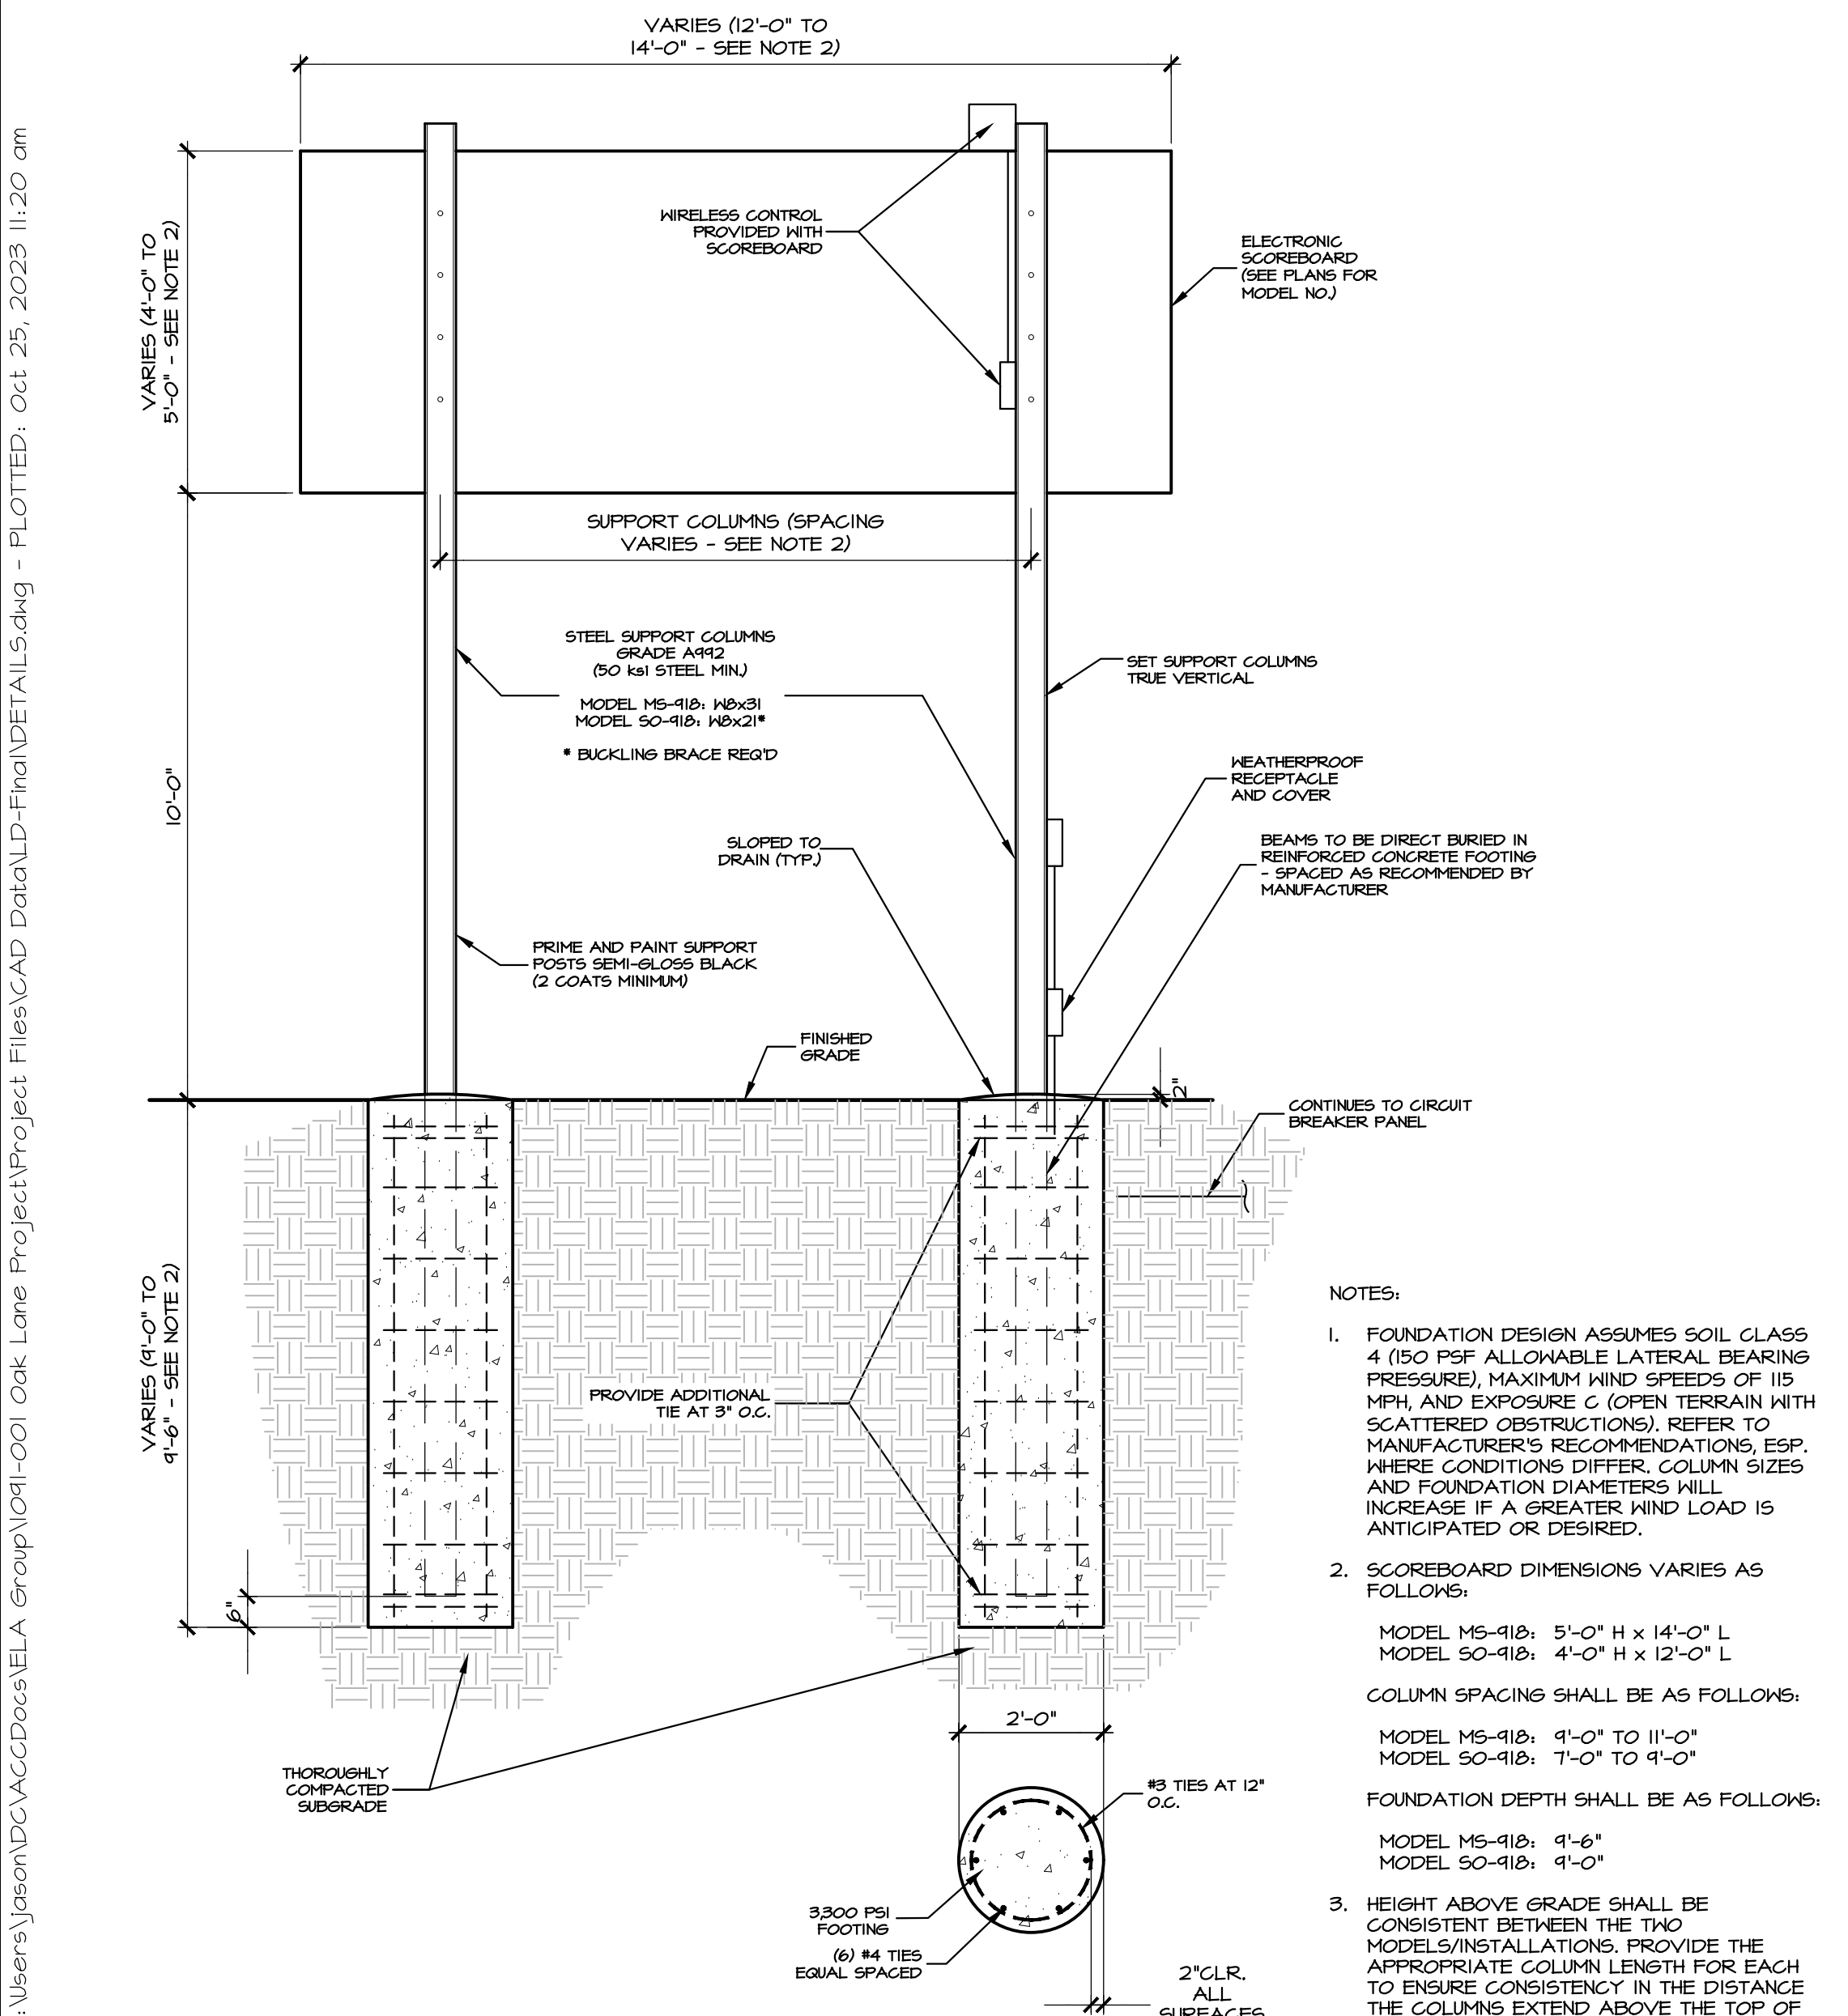 VARIES (12'-0" TO
14'-0" - SEE NOTE 2)
VARIES (4'-0" TO
5'-0" - SEE NOTE 2)
WIRELESS CONTROL
PROVIDED WITH
SCOREBOARD
ELECTRONIC
SCOREBOARD
(SEE PLANS FOR
MODEL NO.)
SUPPORT COLUMNS (SPACING
VARIES - SEE NOTE 2)
STEEL SUPPORT COLUMNS
GRADE A992
(50 ksi STEEL MIN.)
MODEL MS-918: W8x31
MODEL SO-918: W8x21*
* BUCKLING BRACE REQ'D
SET SUPPORT COLUMNS
TRUE VERTICAL
10'-0"
WEATHERPROOF
RECEPTACLE
AND COVER
SLOPED TO
DRAIN (TYP.)
BEAMS TO BE DIRECT BURIED IN
REINFORCED CONCRETE FOOTING
- SPACED AS RECOMMENDED BY
MANUFACTURER
PRIME AND PAINT SUPPORT
POSTS SEMI-GLOSS BLACK
(2 COATS MINIMUM)
FINISHED
GRADE
2"
CONTINUES TO CIRCUIT
BREAKER PANEL
VARIES (9'-0" TO
9'-6" - SEE NOTE 2)
PROVIDE ADDITIONAL
TIE AT 3" O.C.
6"
THOROUGHLY
COMPACTED
SUBGRADE
2'-0"
#3 TIES AT 12"
O.C.
3,300 PSI
FOOTING
(6) #4 TIES
EQUAL SPACED
2"CLR.
ALL
SURFACES
NOTES:
1. FOUNDATION DESIGN ASSUMES SOIL CLASS
4 (150 PSF ALLOWABLE LATERAL BEARING
PRESSURE), MAXIMUM WIND SPEEDS OF 115
MPH, AND EXPOSURE C (OPEN TERRAIN WITH
SCATTERED OBSTRUCTIONS). REFER TO
MANUFACTURER'S RECOMMENDATIONS, ESP.
WHERE CONDITIONS DIFFER. COLUMN SIZES
AND FOUNDATION DIAMETERS WILL
INCREASE IF A GREATER WIND LOAD IS
ANTICIPATED OR DESIRED.
2. SCOREBOARD DIMENSIONS VARIES AS
FOLLOWS:
MODEL MS-918: 5'-0" H x 14'-0" L
MODEL SO-918: 4'-0" H x 12'-0" L
COLUMN SPACING SHALL BE AS FOLLOWS:
MODEL MS-918: 9'-0" TO 11'-0"
MODEL SO-918: 7'-0" TO 9'-0"
FOUNDATION DEPTH SHALL BE AS FOLLOWS:
MODEL MS-918: 9'-6"
MODEL SO-918: 9'-0"
3. HEIGHT ABOVE GRADE SHALL BE
CONSISTENT BETWEEN THE TWO
MODELS/INSTALLATIONS. PROVIDE THE
APPROPRIATE COLUMN LENGTH FOR EACH
TO ENSURE CONSISTENCY IN THE DISTANCE
THE COLUMNS EXTEND ABOVE THE TOP OF
:\Users\jason\DC\ACCDocs\ELA Group\1091-001 Oak Lane Project\Project Files\CAD Data\LD-Final\DETAILS.dwg - PLOTTED: Oct 25, 2023 11:20 am